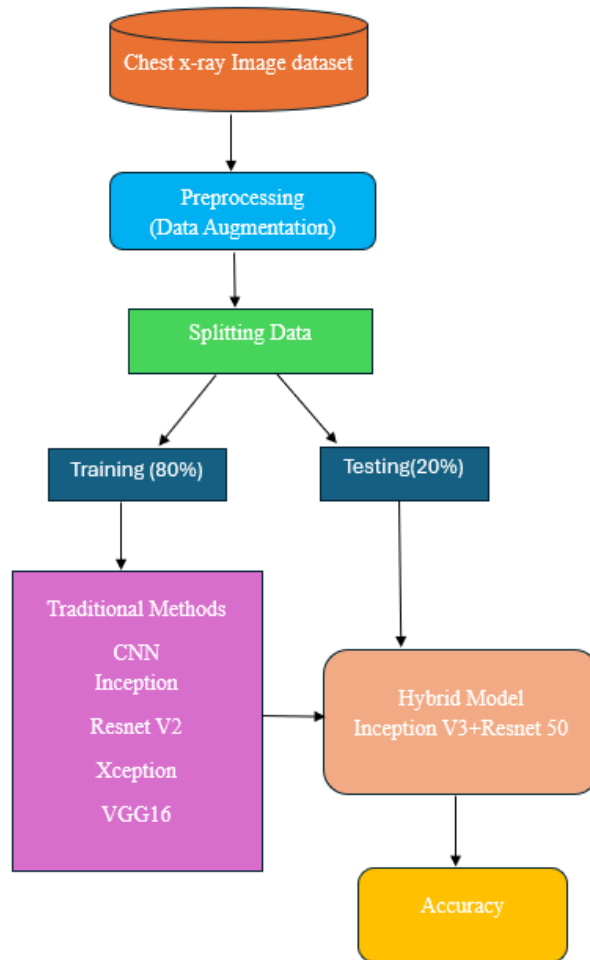 Chest x-ray Image dataset
Preprocessing
(Data Augmentation)
Splitting Data
Training (80%)
Testing(20%)
Traditional Methods
CNN
Inception
Resnet V2
Xception
VGG16
Hybrid Model
Inception V3+Resnet 50
Accuracy